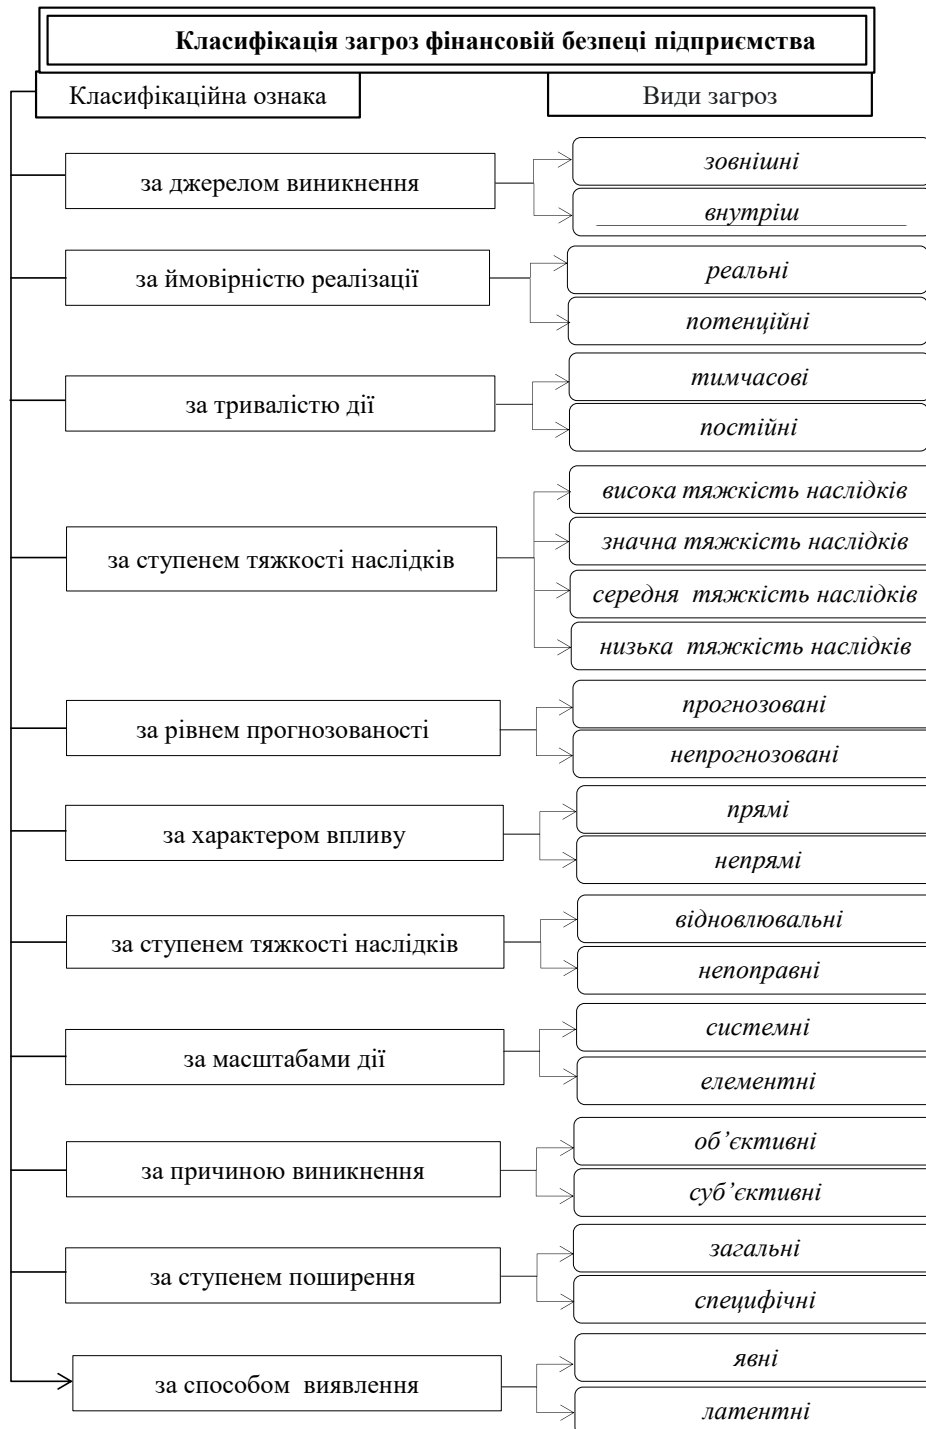 Класифікація загроз фінансовій безпеці підприємства
Класифікаційна ознака
Види загроз
за джерелом виникнення
зовнішні
внутріш
за ймовірністю реалізації
реальні
потенційні
за тривалістю дії
тимчасові
постійні
за ступенем тяжкості наслідків
висока тяжкість наслідків
значна тяжкість наслідків
середня тяжкість наслідків
низька тяжкість наслідків
за рівнем прогнозованості
прогнозовані
непрогнозовані
за характером впливу
прямі
непрямі
за ступенем тяжкості наслідків
відновлювальні
непоправні
за масштабами дії
системні
елементні
за причиною виникнення
об’єктивні
суб’єктивні
за ступенем поширення
загальні
специфічні
за способом виявлення
явні
латентні